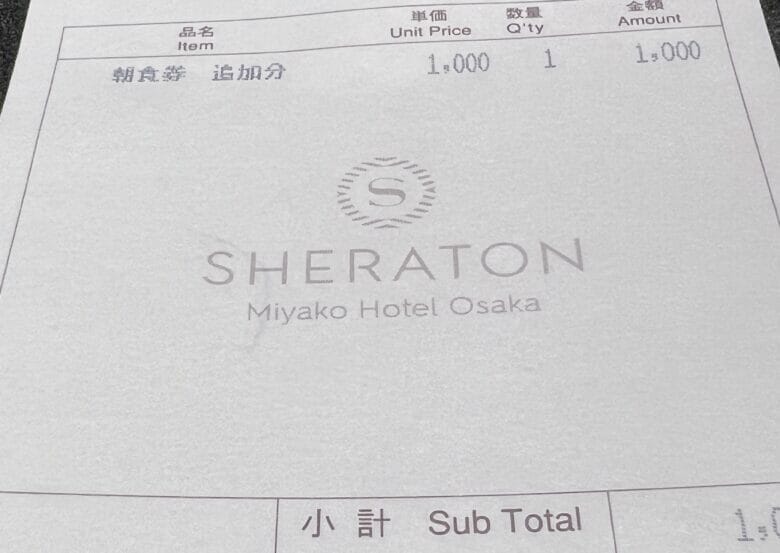 品名 単価 数量 金額
Item Unit Price Q'ty Amount
朝食券 追加分 1,000 1 1,000
S
SHERATON
Miyako Hotel Osaka
小計 Sub Total